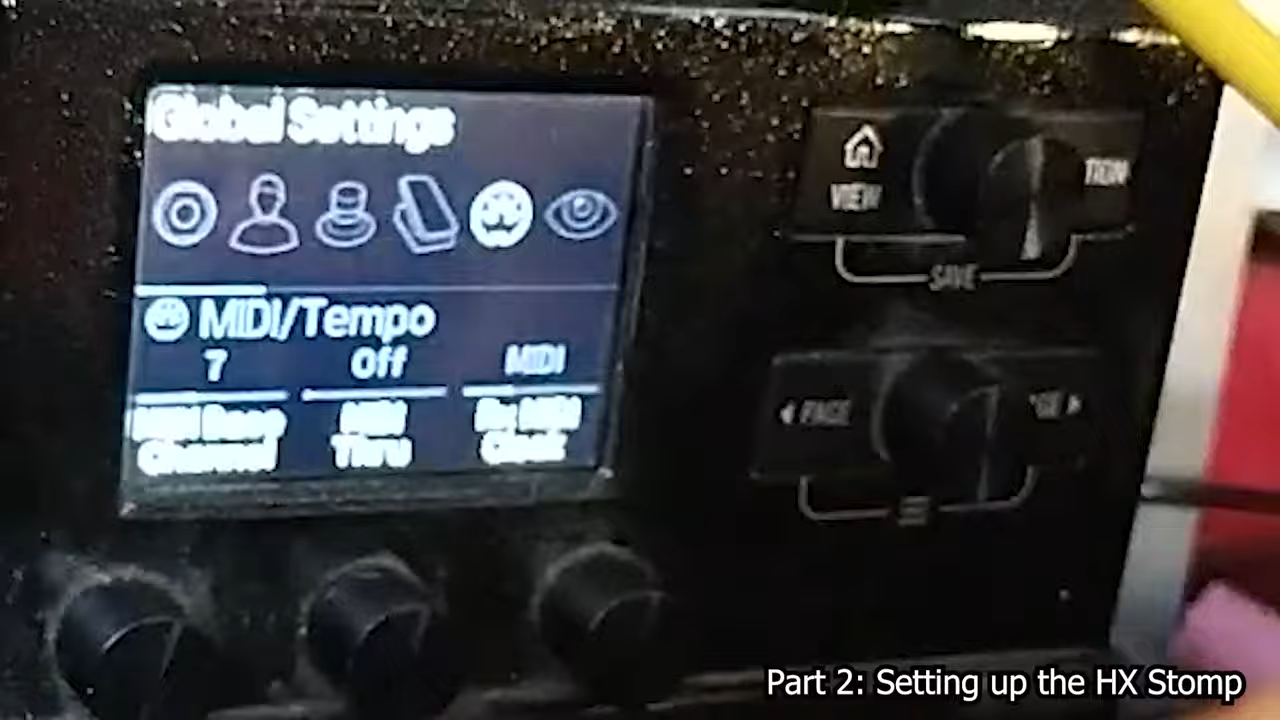 Global Settings
MIDI/Tempo
7 Off MIDI
MIDI Base Channel
MIDI Thru
Rx MIDI Clock
VIEW
TION
SAVE
PAGE
Part 2: Setting up the HX Stomp